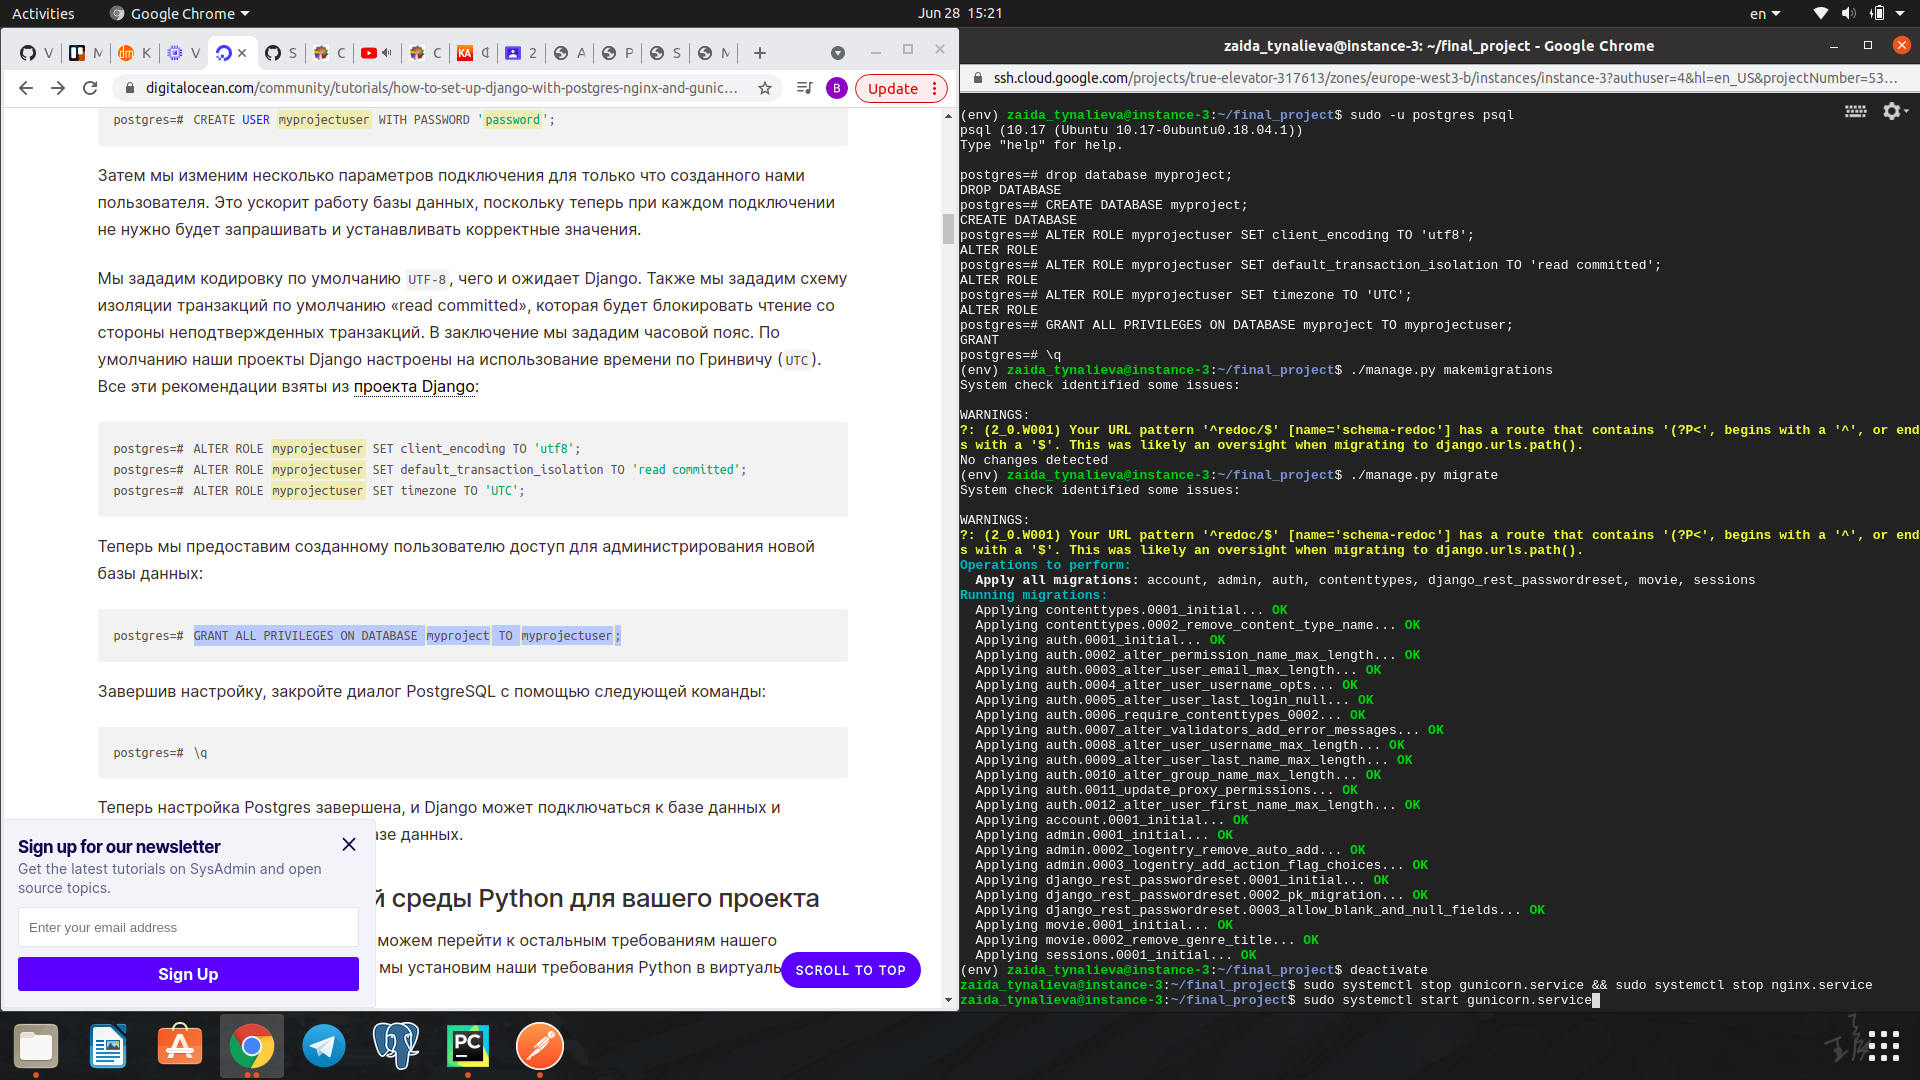 Activities
Google Chrome
Jun 28 15:21
en
digitalocean.com/community/tutorials/how-to-set-up-django-with-postgres-nginx-and-gunic...
B
Update
postgres=# CREATE USER myprojectuser WITH PASSWORD 'password';
Затем мы изменим несколько параметров подключения для только что созданного нами
пользователя. Это ускорит работу базы данных, поскольку теперь при каждом подключении
не нужно будет запрашивать и устанавливать корректные значения.
Мы зададим кодировку по умолчанию UTF-8, чего и ожидает Django. Также мы зададим схему
изоляции транзакций по умолчанию «read committed», которая будет блокировать чтение со
стороны неподтвержденных транзакций. В заключение мы зададим часовой пояс. По
умолчанию наши проекты Django настроены на использование времени по Гринвичу (UTC).
Все эти рекомендации взяты из проекта Django:
postgres=# ALTER ROLE myprojectuser SET client_encoding TO 'utf8';
postgres=# ALTER ROLE myprojectuser SET default_transaction_isolation TO 'read committed';
postgres=# ALTER ROLE myprojectuser SET timezone TO 'UTC';
Теперь мы предоставим созданному пользователю доступ для администрирования новой
базы данных:
postgres=# GRANT ALL PRIVILEGES ON DATABASE myproject TO myprojectuser;
Завершив настройку, закройте диалог PostgreSQL с помощью следующей команды:
postgres=# \q
Теперь настройка Postgres завершена, и Django может подключаться к базе данных и
азе данных.
й среды Python для вашего проекта
можем перейти к остальным требованиям нашего
мы установим наши требования Python в виртуаль
SCROLL TO TOP
Sign up for our newsletter
Get the latest tutorials on SysAdmin and open
source topics.
Enter your email address
Sign Up
zaida_tynalieva@instance-3: ~/final_project - Google Chrome
ssh.cloud.google.com/projects/true-elevator-317613/zones/europe-west3-b/instances/instance-3?authuser=4&hl=en_US&projectNumber=53...
(env) zaida_tynalieva@instance-3:~/final_project$ sudo -u postgres psql
psql (10.17 (Ubuntu 10.17-0ubuntu0.18.04.1))
Type "help" for help.
postgres=# drop database myproject;
DROP DATABASE
postgres=# CREATE DATABASE myproject;
CREATE DATABASE
postgres=# ALTER ROLE myprojectuser SET client_encoding TO 'utf8';
ALTER ROLE
postgres=# ALTER ROLE myprojectuser SET default_transaction_isolation TO 'read committed';
ALTER ROLE
postgres=# ALTER ROLE myprojectuser SET timezone TO 'UTC';
ALTER ROLE
postgres=# GRANT ALL PRIVILEGES ON DATABASE myproject TO myprojectuser;
GRANT
postgres=# \q
(env) zaida_tynalieva@instance-3:~/final_project$ ./manage.py makemigrations
System check identified some issues:
WARNINGS:
?: (2_0.W001) Your URL pattern '^redoc/$' [name='schema-redoc'] has a route that contains '(?P<', begins with a '^', or end
s with a '$'. This was likely an oversight when migrating to django.urls.path().
No changes detected
(env) zaida_tynalieva@instance-3:~/final_project$ ./manage.py migrate
System check identified some issues:
WARNINGS:
?: (2_0.W001) Your URL pattern '^redoc/$' [name='schema-redoc'] has a route that contains '(?P<', begins with a '^', or end
s with a '$'. This was likely an oversight when migrating to django.urls.path().
Operations to perform:
Apply all migrations: account, admin, auth, contenttypes, django_rest_passwordreset, movie, sessions
Running migrations:
Applying contenttypes.0001_initial... OK
Applying contenttypes.0002_remove_content_type_name... OK
Applying auth.0001_initial... OK
Applying auth.0002_alter_permission_name_max_length... OK
Applying auth.0003_alter_user_email_max_length... OK
Applying auth.0004_alter_user_username_opts... OK
Applying auth.0005_alter_user_last_login_null... OK
Applying auth.0006_require_contenttypes_0002... OK
Applying auth.0007_alter_validators_add_error_messages... OK
Applying auth.0008_alter_user_username_max_length... OK
Applying auth.0009_alter_user_last_name_max_length... OK
Applying auth.0010_alter_group_name_max_length... OK
Applying auth.0011_update_proxy_permissions... OK
Applying auth.0012_alter_user_first_name_max_length... OK
Applying account.0001_initial... OK
Applying admin.0001_initial... OK
Applying admin.0002_logentry_remove_auto_add... OK
Applying admin.0003_logentry_add_action_flag_choices... OK
Applying django_rest_passwordreset.0001_initial... OK
Applying django_rest_passwordreset.0002_pk_migration... OK
Applying django_rest_passwordreset.0003_allow_blank_and_null_fields... OK
Applying movie.0001_initial... OK
Applying movie.0002_remove_genre_title... OK
Applying sessions.0001_initial... OK
(env) zaida_tynalieva@instance-3:~/final_project$ deactivate
zaida_tynalieva@instance-3:~/final_project$ sudo systemctl stop gunicorn.service && sudo systemctl stop nginx.service
zaida_tynalieva@instance-3:~/final_project$ sudo systemctl start gunicorn.service
PC